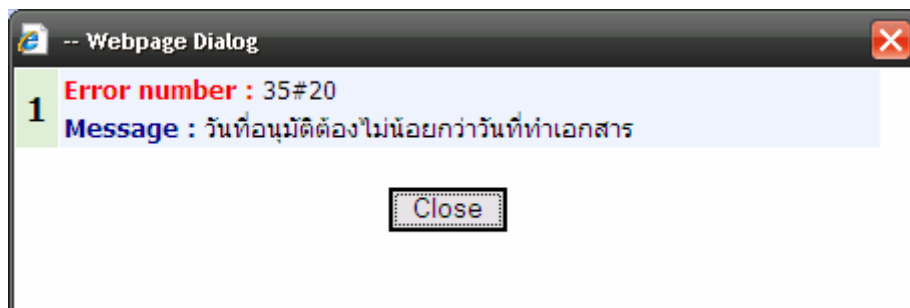 -- Webpage Dialog
1
Error number : 35#20
Message : วันที่อนุมัติต้องไม่น้อยกว่าวันที่ทำเอกสาร
Close